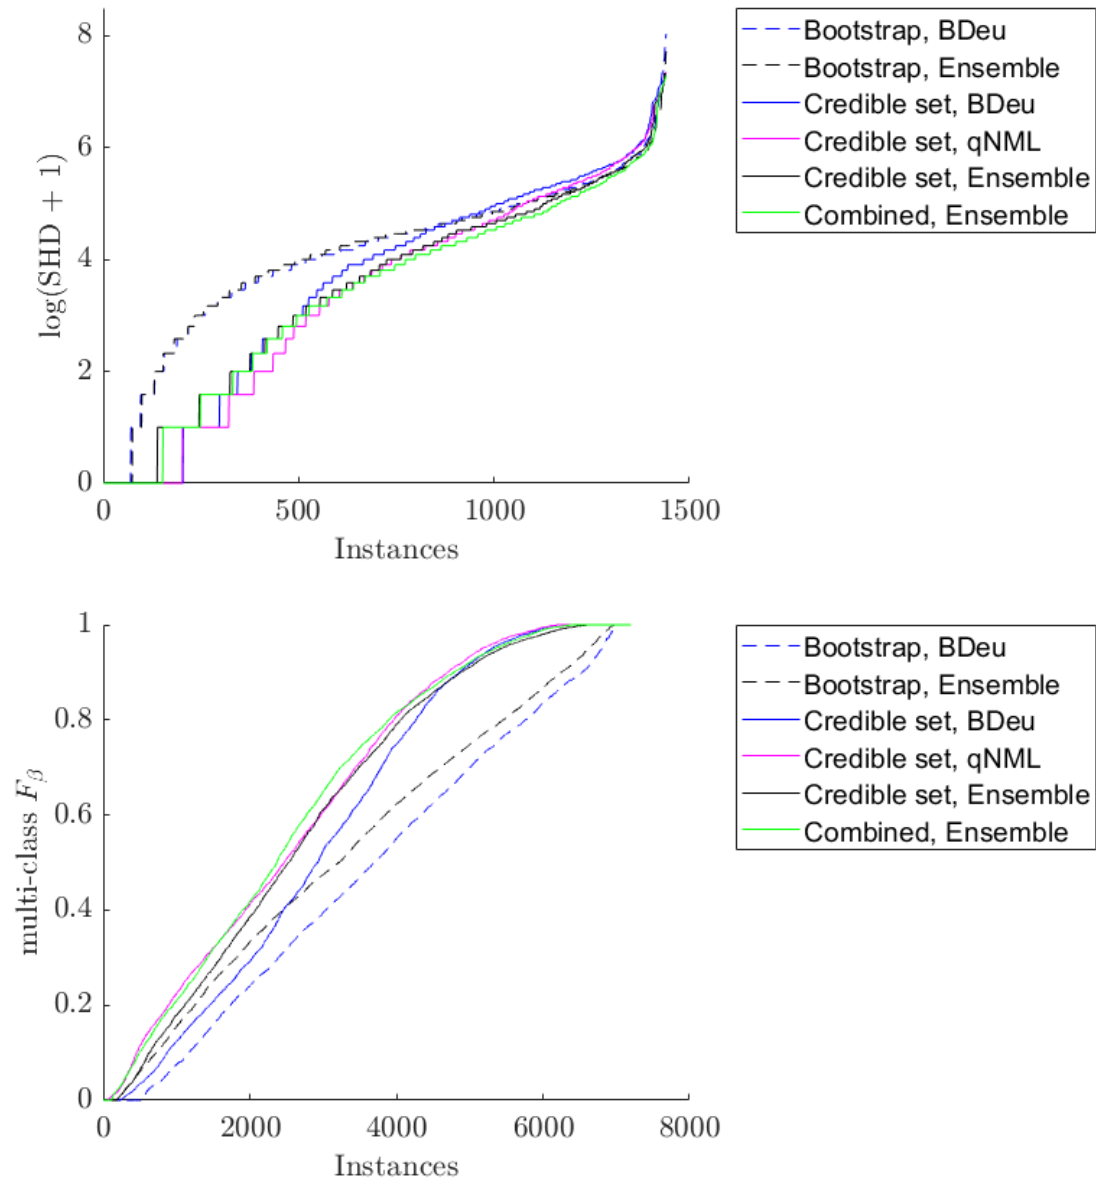 8
6
4
2
0
log(SHD + 1)
0 500 1000 1500
Instances
Bootstrap, BDeu
Bootstrap, Ensemble
Credible set, BDeu
Credible set, qNML
Credible set, Ensemble
Combined, Ensemble
1
0.8
0.6
0.4
0.2
0
multi-class Fβ
0 2000 4000 6000 8000
Instances
Bootstrap, BDeu
Bootstrap, Ensemble
Credible set, BDeu
Credible set, qNML
Credible set, Ensemble
Combined, Ensemble